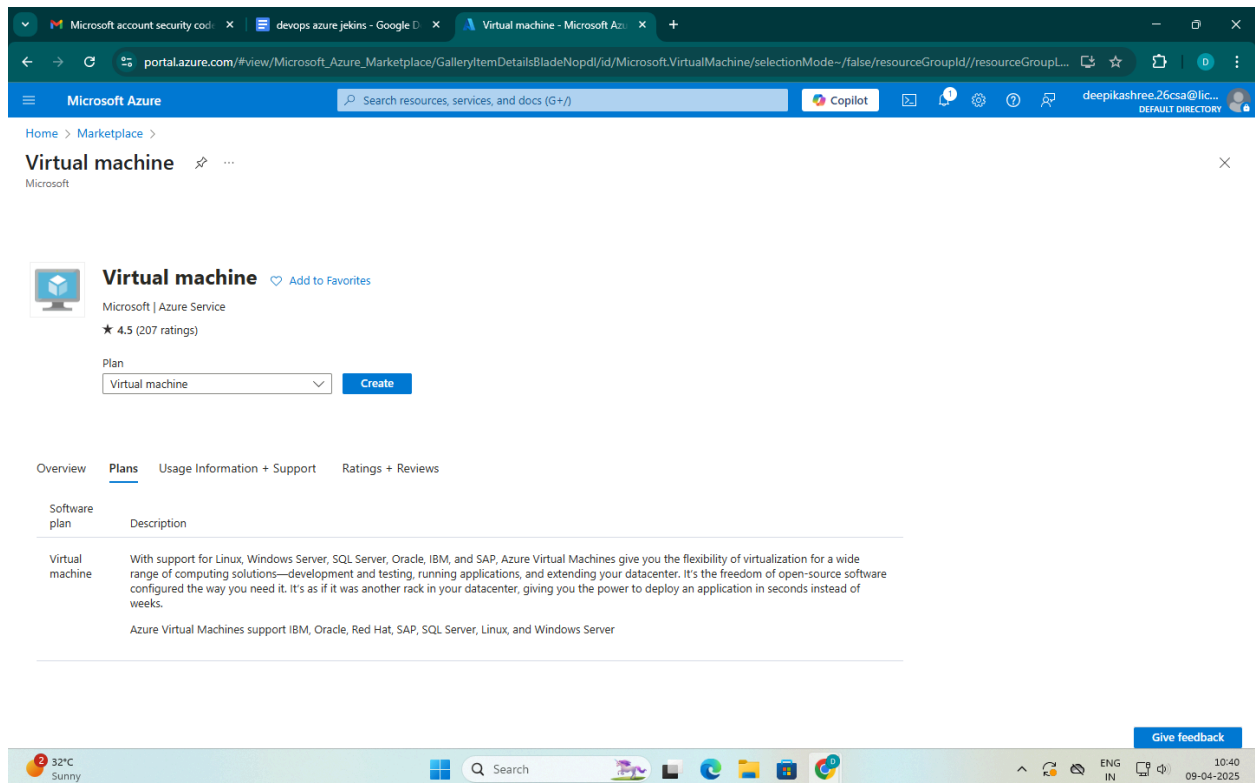 Microsoft account security code
devops azure jekins - Google D
Virtual machine - Microsoft Azu
portal.azure.com/#view/Microsoft_Azure_Marketplace/GalleryItemDetailsBladeNopdl/id/Microsoft.VirtualMachine/selectionMode~/false/resourceGroupId//resourceGroupL...
D
Microsoft Azure
Search resources, services, and docs (G+/)
Copilot
1
deepikashree.26csa@lic...
DEFAULT DIRECTORY
Home > Marketplace >
Virtual machine
Microsoft
Virtual machine
Add to Favorites
Microsoft | Azure Service
★ 4.5 (207 ratings)
Plan
Virtual machine
Create
Overview Plans Usage Information + Support Ratings + Reviews
Software
plan
Description
Virtual
machine
With support for Linux, Windows Server, SQL Server, Oracle, IBM, and SAP, Azure Virtual Machines give you the flexibility of virtualization for a wide
range of computing solutions—development and testing, running applications, and extending your datacenter. It's the freedom of open-source software
configured the way you need it. It's as if it was another rack in your datacenter, giving you the power to deploy an application in seconds instead of
weeks.
Azure Virtual Machines support IBM, Oracle, Red Hat, SAP, SQL Server, Linux, and Windows Server
Give feedback
2
32°C
Sunny
Search
D
ENG
IN
10:40
09-04-2025